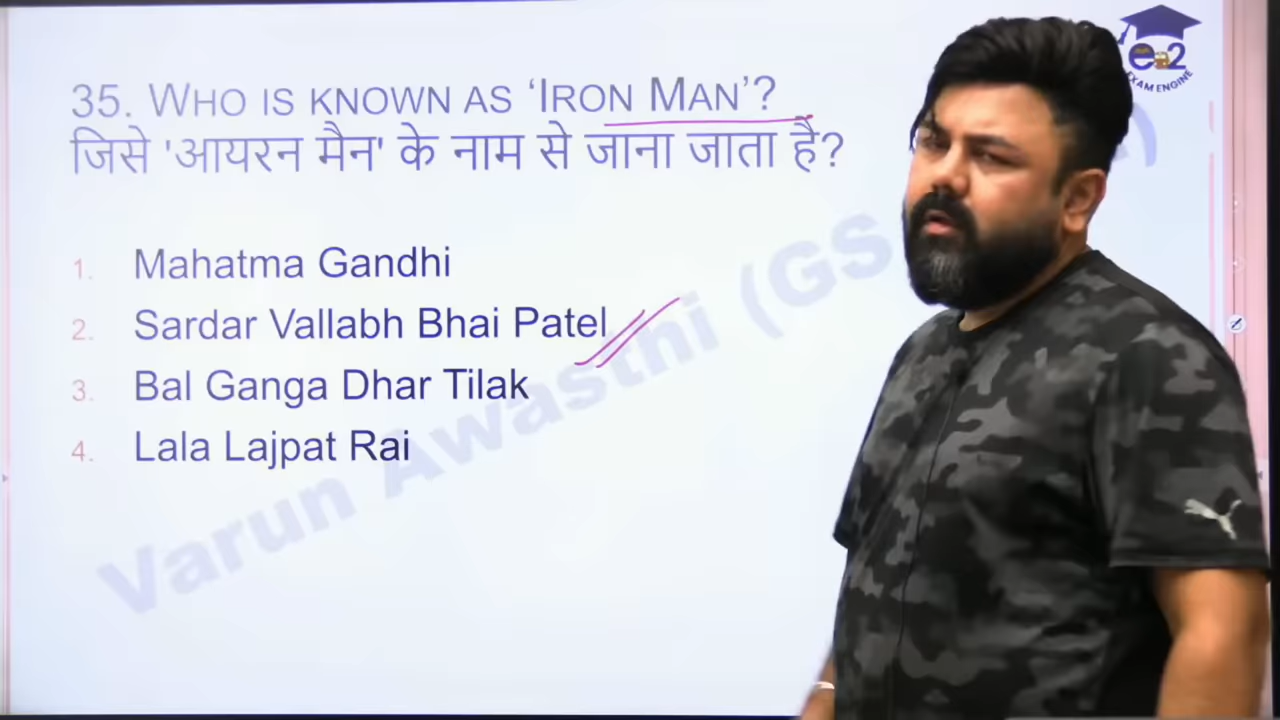 35. WHO IS KNOWN AS ‘IRON MAN’?
जिसे 'आयरन मैन' के नाम से जाना जाता है?
1. Mahatma Gandhi
2. Sardar Vallabh Bhai Patel
3. Bal Ganga Dhar Tilak
4. Lala Lajpat Rai
Varun Awasthi (GS
e2
EXAM ENGINE